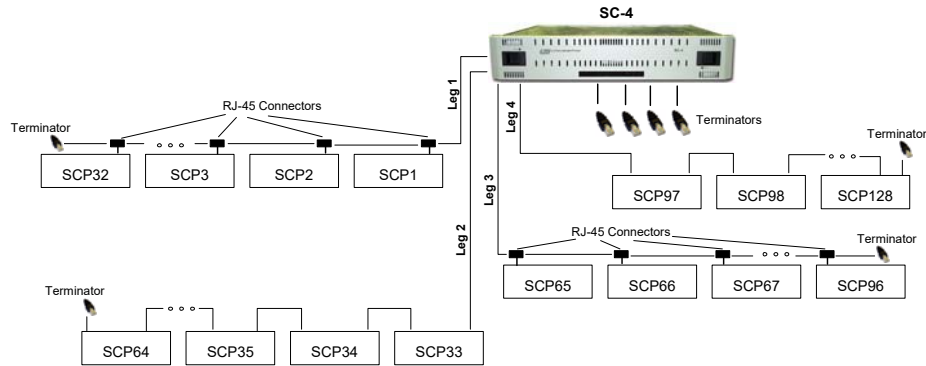 SC-4
Leg 1
Leg 4
RJ-45 Connectors
Terminator
Terminators
Terminator
SCP32
SCP3
SCP2
SCP1
SCP97
SCP98
SCP128
Leg 3
Leg 2
RJ-45 Connectors
Terminator
SCP65
SCP66
SCP67
SCP96
Terminator
SCP64
SCP35
SCP34
SCP33